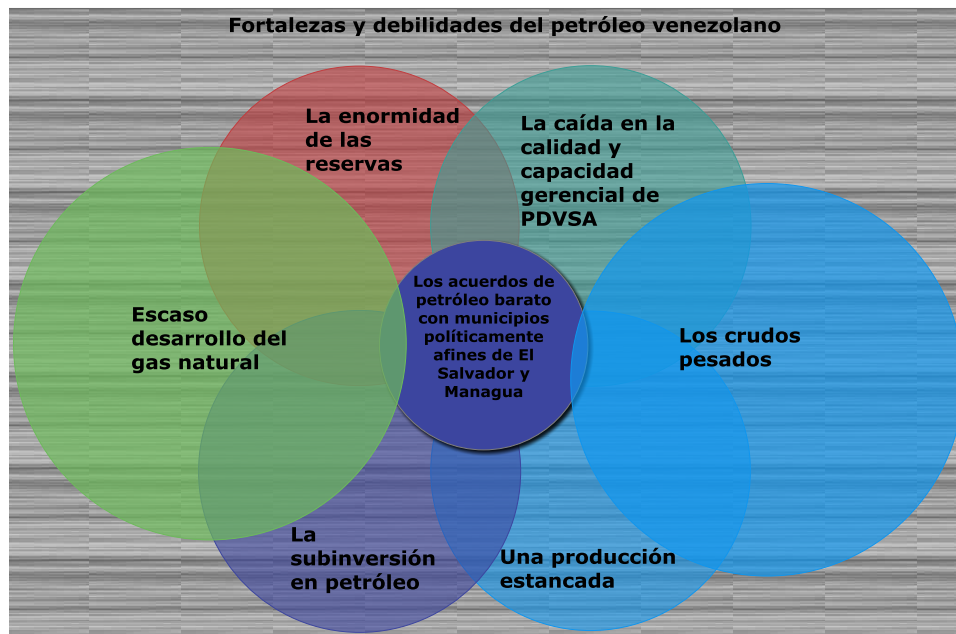 Fortalezas y debilidades del petróleo venezolano
La enormidad
de las
reservas
La caída en la
calidad y
capacidad
gerencial de
PDVSA
Los acuerdos de
petróleo barato
con municipios
políticamente
afines de El
Salvador y
Managua
Escaso
desarrollo del
gas natural
Los crudos
pesados
La
subinversión
en petróleo
Una producción
estancada